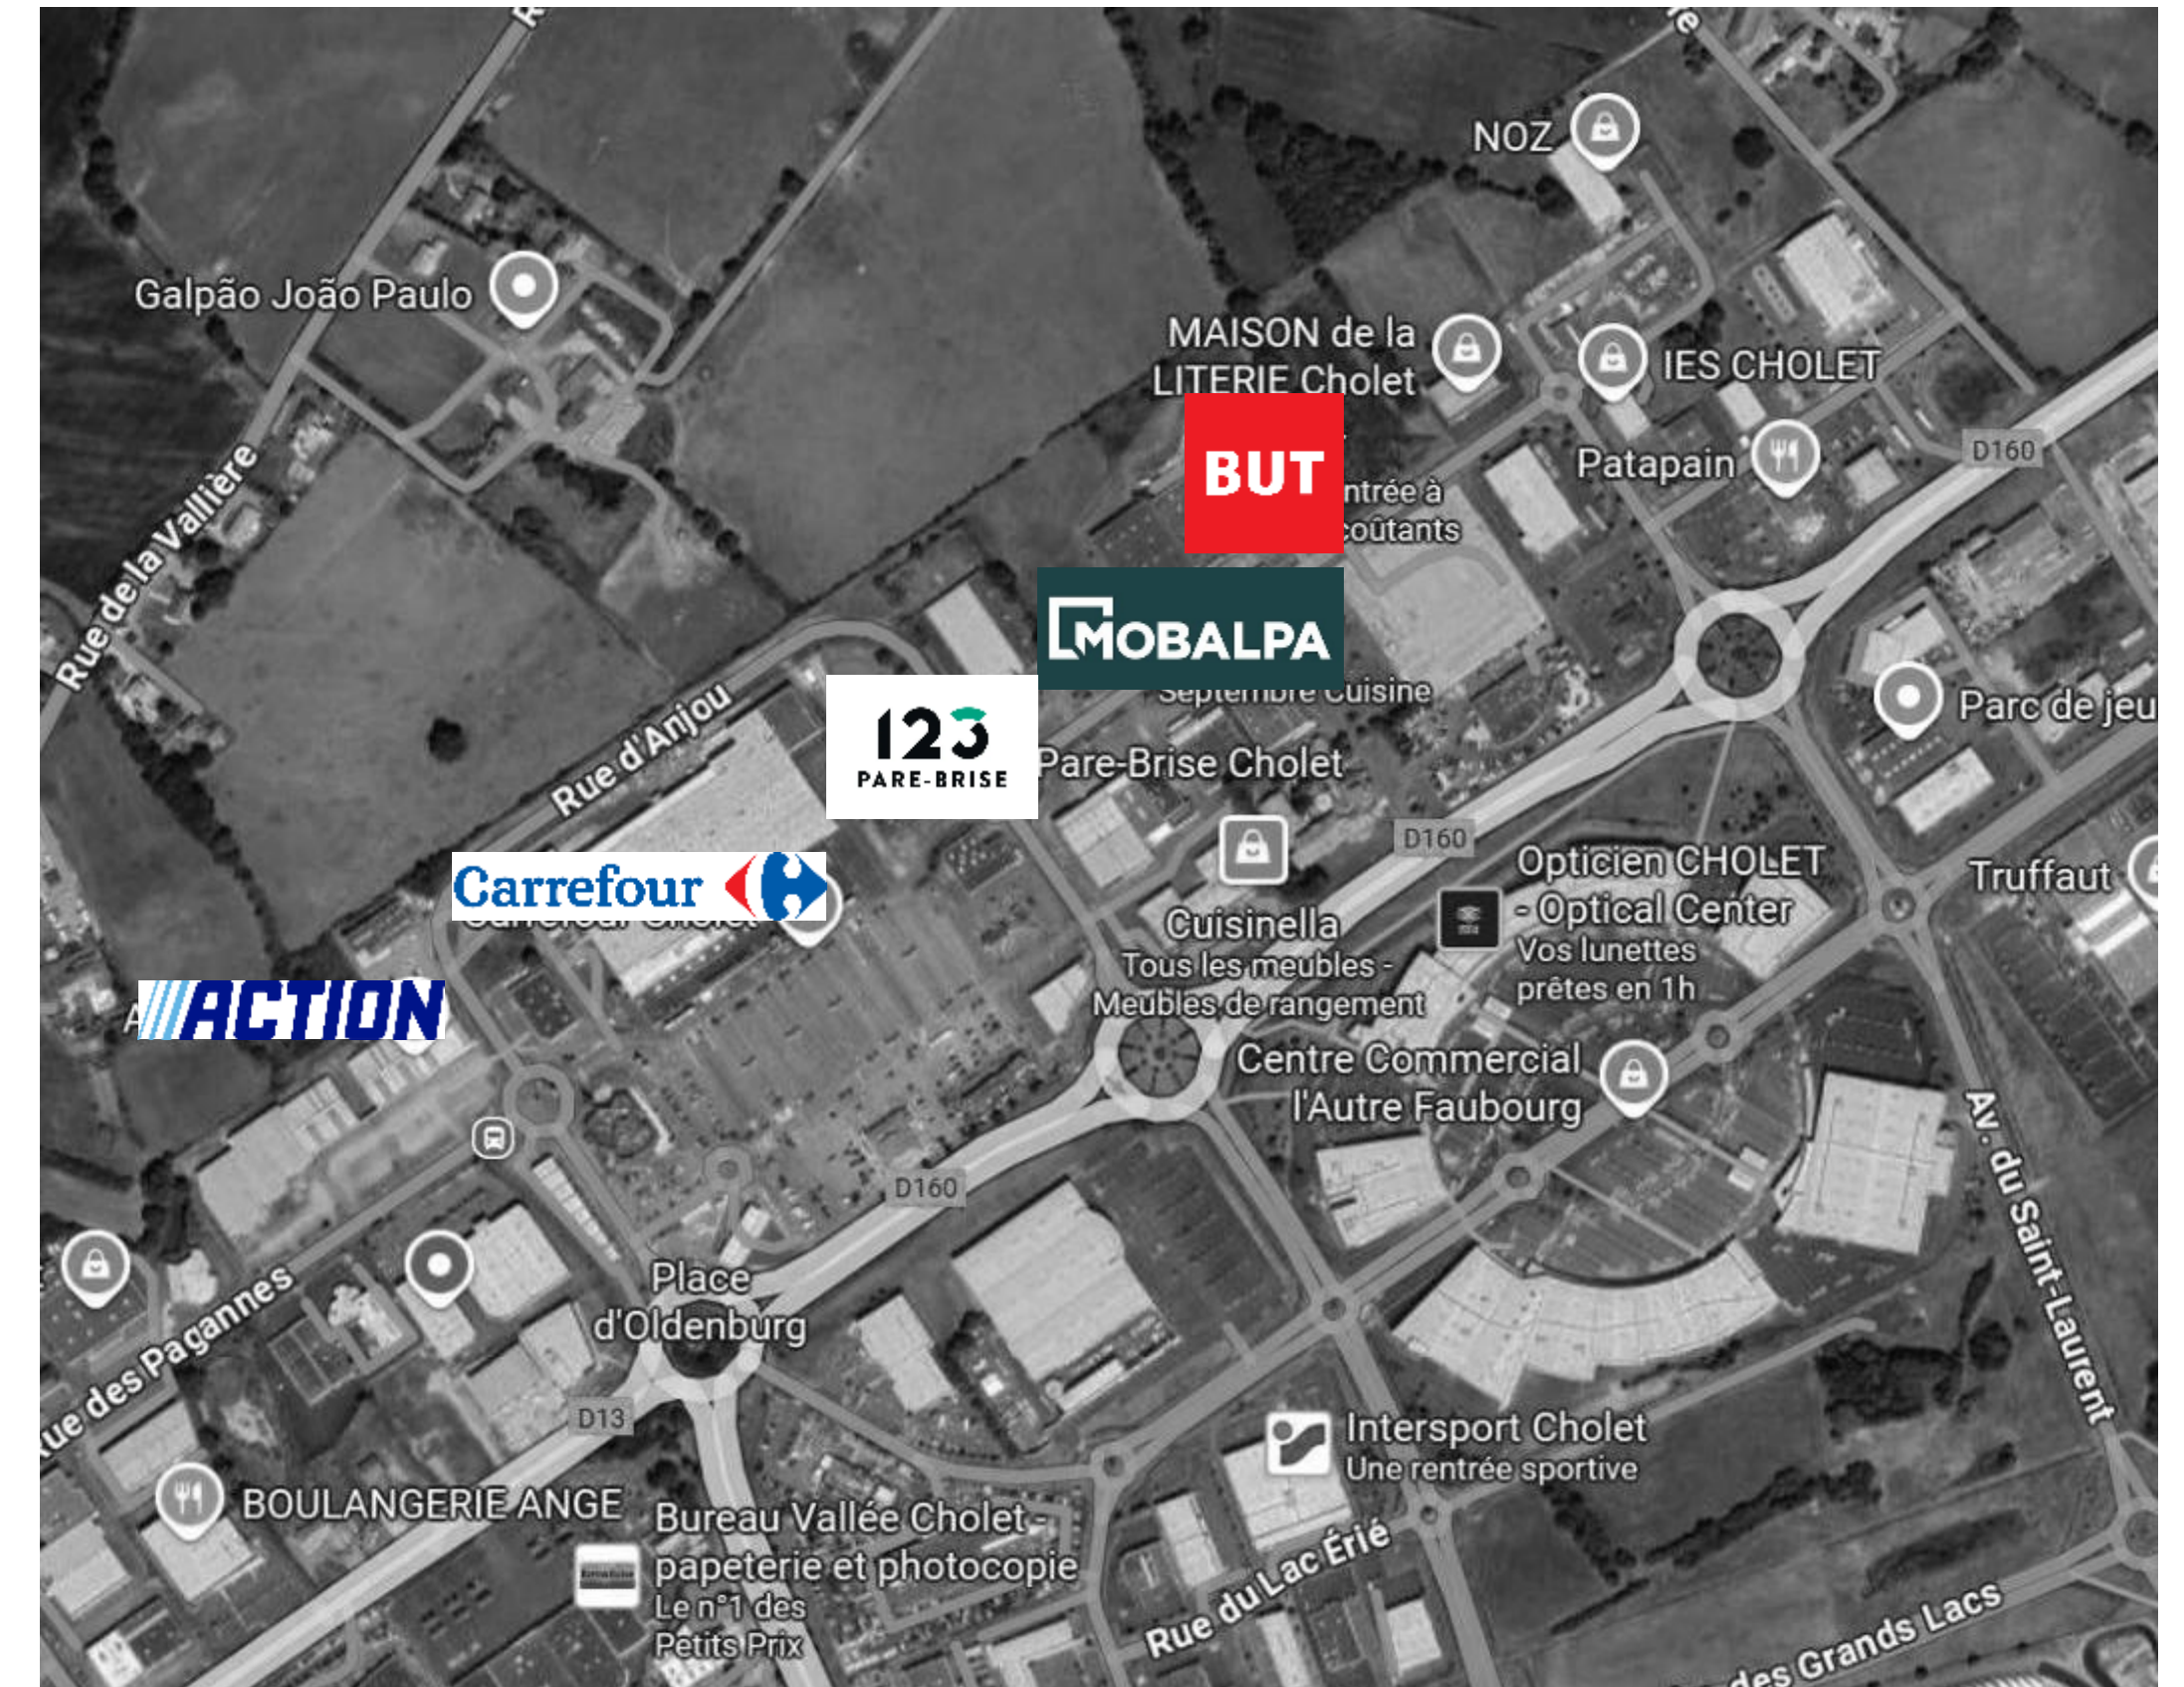 NOZ
Galpão João Paulo
MAISON de la
LITERIE Cholet
IES CHOLET
BUT
ntrée à
coûtants
Patapain
D160
Rue de la Vallière
MOBALPA
Septembre Cuisine
Parc de jeu
Rue d'Anjou
123
PARE-BRISE
Pare-Brise Cholet
D160
Carrefour
Carrefour Cholet
Opticien CHOLET
- Optical Center
Vos lunettes
prêtes en 1h
Truffaut
Cuisinella
Tous les meubles -
Meubles de rangement
ACTION
Centre Commercial
l'Autre Faubourg
Av. du Saint-Laurent
D160
Place
d'Oldenburg
Rue des Pagannes
D13
Intersport Cholet
Une rentrée sportive
BOULANGERIE ANGE
Bureau Vallée Cholet -
papeterie et photocopie
Le n°1 des
Petits Prix
Rue du Lac Érié
des Grands Lacs